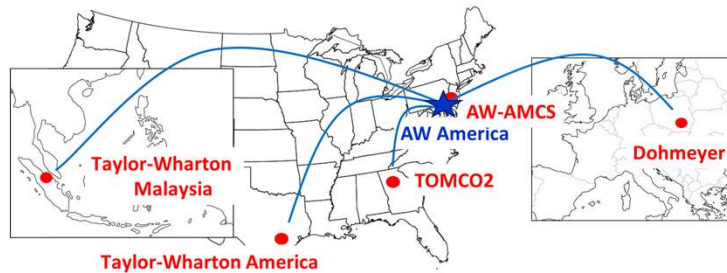 AW-AMCS
AW America
Dohmeyer
Taylor-Wharton
Malaysia
TOMCO2
Taylor-Wharton America